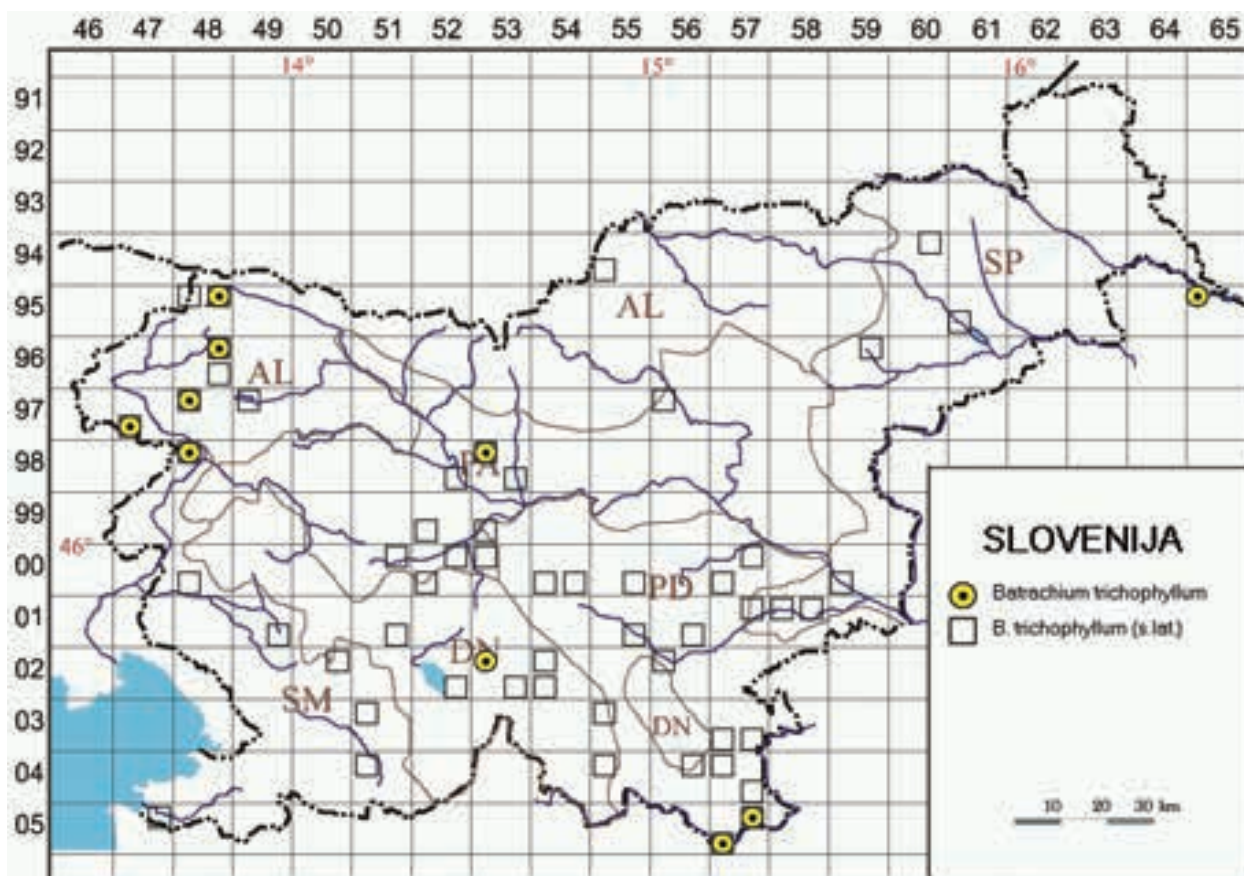 46 47 48 49 50 51 52 53 54 55 56 57 58 59 60 61 62 63 64 65
14° 15° 16°
91
92
93
94
95
96
97
98
99
46°
00
01
02
03
04
05
SP
AL
AL
PA
PD
DN
SM
DN
SLOVENIJA
Batrachium trichophyllum
B. trichophyllum (s.lat.)
10 20 30 km